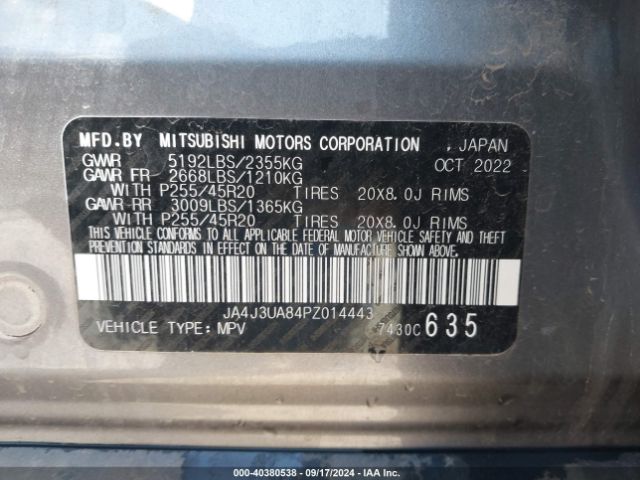 MFD.BY MITSUBISHI MOTORS CORPORATION , JAPAN
GVWR 5192LBS/2355KG OCT 2022
GAWR FR 2668LBS/1210KG
WITH P255/45R20 TIRES 20X8.0J RIMS
GAWR-RR 3009LBS/1365KG
WITH P255/45R20 TIRES 20X8.0J RIMS
THIS VEHICLE CONFORMS TO ALL APPLICABLE FEDERAL MOTOR VEHICLE SAFETY AND THEFT
PREVENTION STANDARDS IN EFFECT ON THE DATE OF MANUFACTURE SHOWN ABOVE.
JA4J3UA84PZ014443
VEHICLE TYPE: MPV 7430C 635
000-40380538 - 09/17/2024 - IAA Inc.